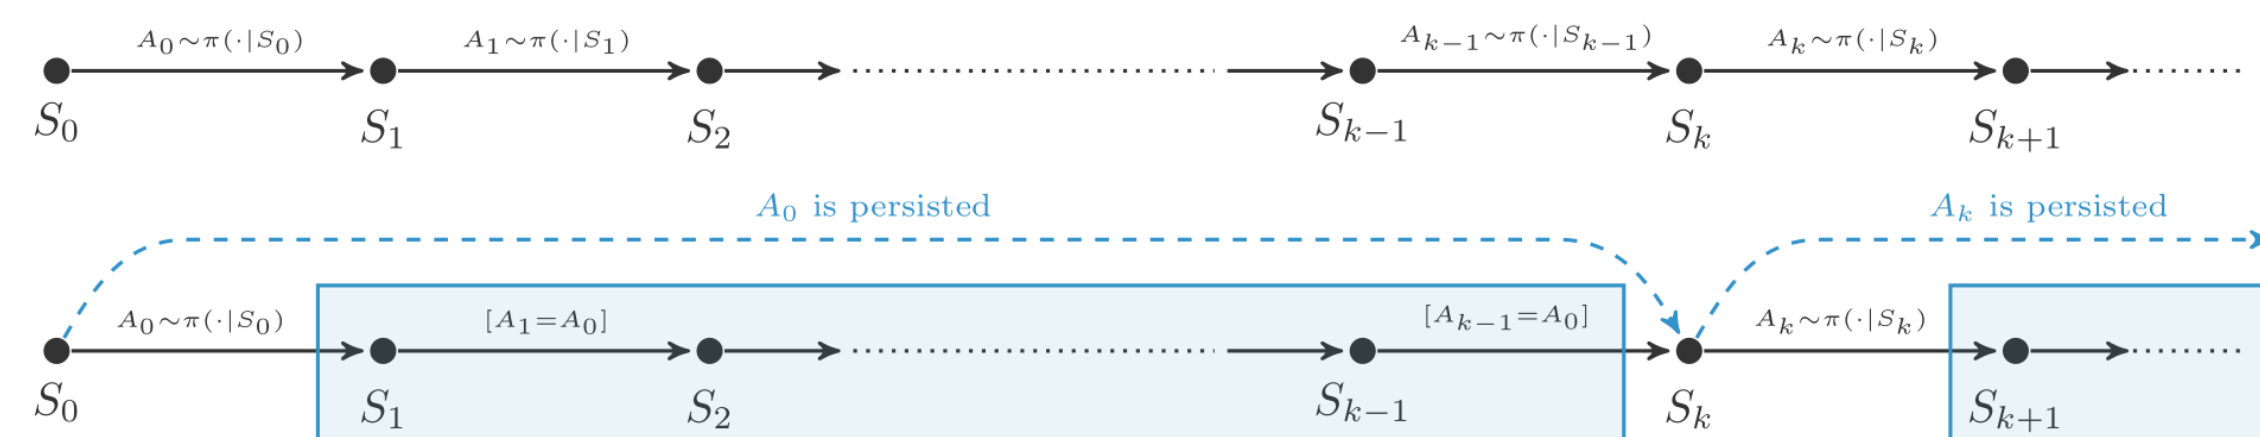 A₀∼π(·|S₀) A₁∼π(·|S₁) Aₖ₋₁∼π(·|Sₖ₋₁) Aₖ∼π(·|Sₖ)
S₀ S₁ S₂ Sₖ₋₁ Sₖ Sₖ₊₁
A₀ is persisted Aₖ is persisted
A₀∼π(·|S₀) [A₁=A₀] [Aₖ₋₁=A₀] Aₖ∼π(·|Sₖ)
S₀ S₁ S₂ Sₖ₋₁ Sₖ Sₖ₊₁